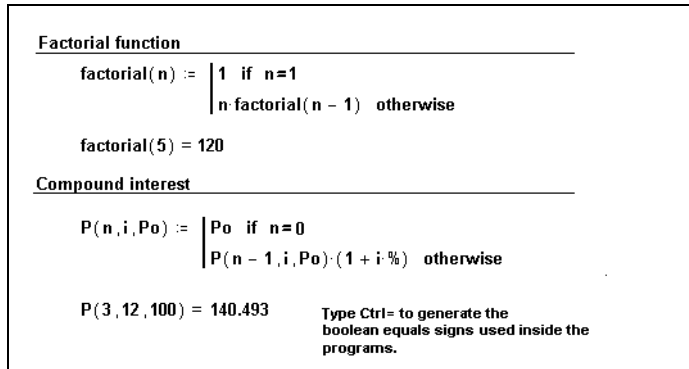 Factorial function
factorial(n) := 1 if n=1
n·factorial(n − 1) otherwise
factorial(5) = 120
Compound interest
P(n,i,Po) := Po if n=0
P(n − 1,i,Po)·(1 + i·%) otherwise
P(3,12,100) = 140.493
Type Ctrl= to generate the
boolean equals signs used inside the
programs.